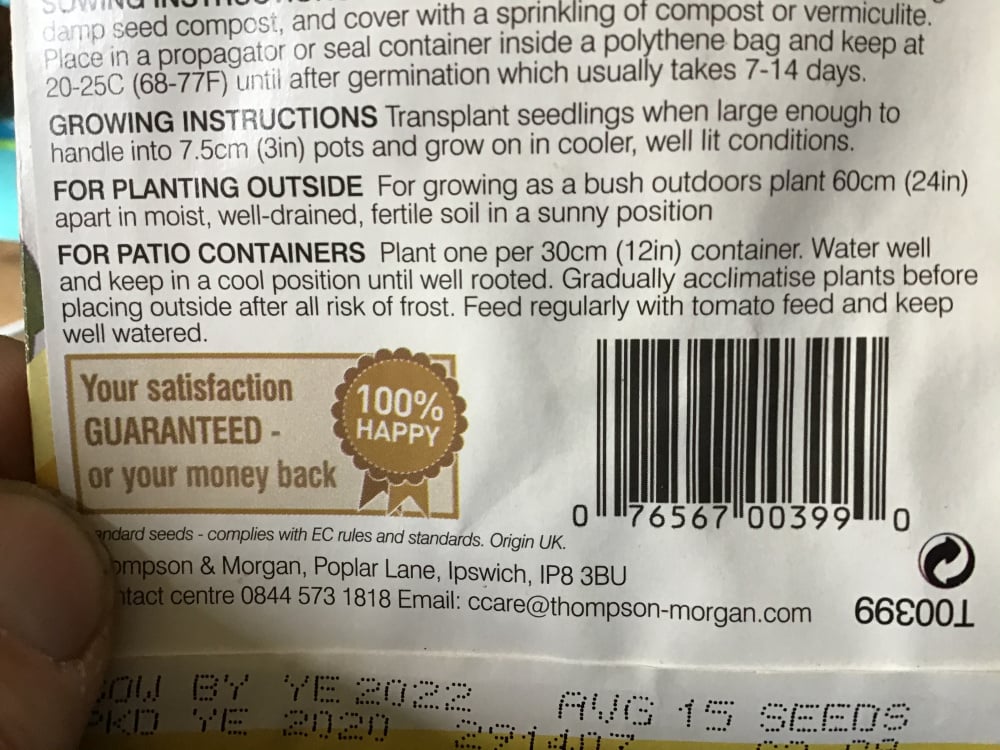 SOWING
damp seed compost, and cover with a sprinkling of compost or vermiculite.
Place in a propagator or seal container inside a polythene bag and keep at
20-25C (68-77F) until after germination which usually takes 7-14 days.
GROWING INSTRUCTIONS Transplant seedlings when large enough to
handle into 7.5cm (3in) pots and grow on in cooler, well lit conditions.
FOR PLANTING OUTSIDE For growing as a bush outdoors plant 60cm (24in)
apart in moist, well-drained, fertile soil in a sunny position
FOR PATIO CONTAINERS Plant one per 30cm (12in) container. Water well
and keep in a cool position until well rooted. Gradually acclimatise plants before
placing outside after all risk of frost. Feed regularly with tomato feed and keep
well watered.
Your satisfaction
GUARANTEED -
or your money back
100%
HAPPY
0 76567 00399 0
ndard seeds - complies with EC rules and standards. Origin UK.
ompson & Morgan, Poplar Lane, Ipswich, IP8 3BU
ntact centre 0844 573 1818 Email: ccare@thompson-morgan.com
T00399
SOW BY YE 2022 AVG 15 SEEDS
PKD YE 2020